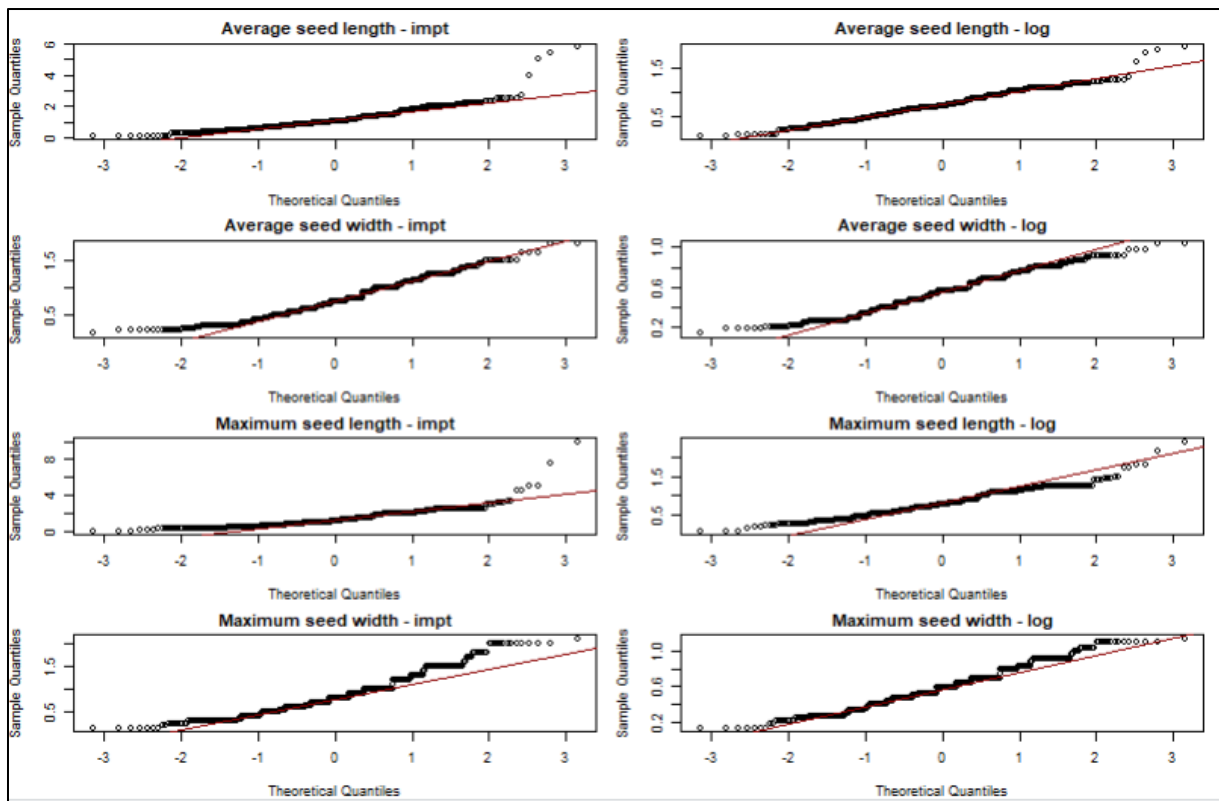 Average seed length - impt
Sample Quantiles
6
4
2
0
-3 -2 -1 0 1 2 3
Theoretical Quantiles
Average seed length - log
Sample Quantiles
1.5
0.5
-3 -2 -1 0 1 2 3
Theoretical Quantiles
Average seed width - impt
Sample Quantiles
1.5
0.5
-3 -2 -1 0 1 2 3
Theoretical Quantiles
Average seed width - log
Sample Quantiles
1.0
0.6
0.2
-3 -2 -1 0 1 2 3
Theoretical Quantiles
Maximum seed length - impt
Sample Quantiles
8
4
0
-3 -2 -1 0 1 2 3
Theoretical Quantiles
Maximum seed length - log
Sample Quantiles
1.5
0.5
-3 -2 -1 0 1 2 3
Theoretical Quantiles
Maximum seed width - impt
Sample Quantiles
1.5
0.5
-3 -2 -1 0 1 2 3
Theoretical Quantiles
Maximum seed width - log
Sample Quantiles
1.0
0.6
0.2
-3 -2 -1 0 1 2 3
Theoretical Quantiles